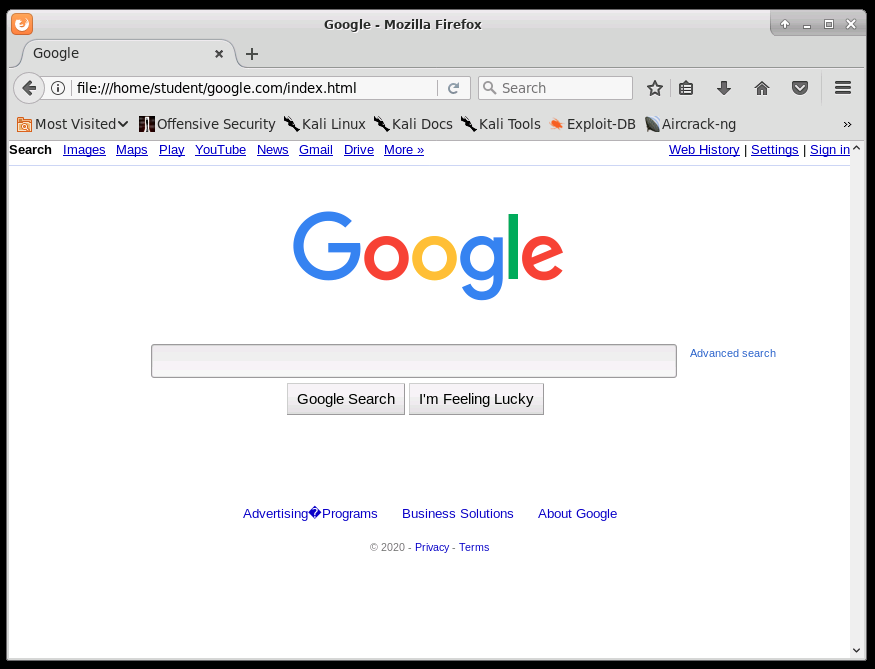 Google - Mozilla Firefox
Google
file:///home/student/google.com/index.html Search
Most Visited Offensive Security Kali Linux Kali Docs Kali Tools Exploit-DB Aircrack-ng »
Search Images Maps Play YouTube News Gmail Drive More » Web History | Settings | Sign in
Google
Advanced search
Google Search I'm Feeling Lucky
Advertising�Programs Business Solutions About Google
© 2020 - Privacy - Terms